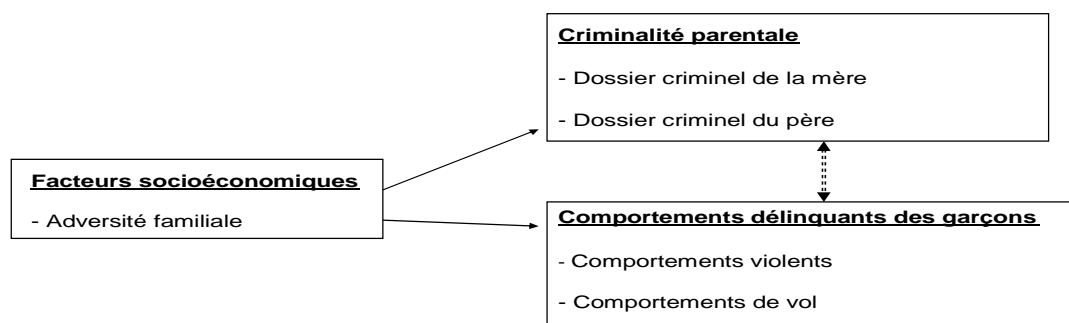 Criminalité parentale
- Dossier criminel de la mère
- Dossier criminel du père
Facteurs socioéconomiques
- Adversité familiale
Comportements délinquants des garçons
- Comportements violents
- Comportements de vol